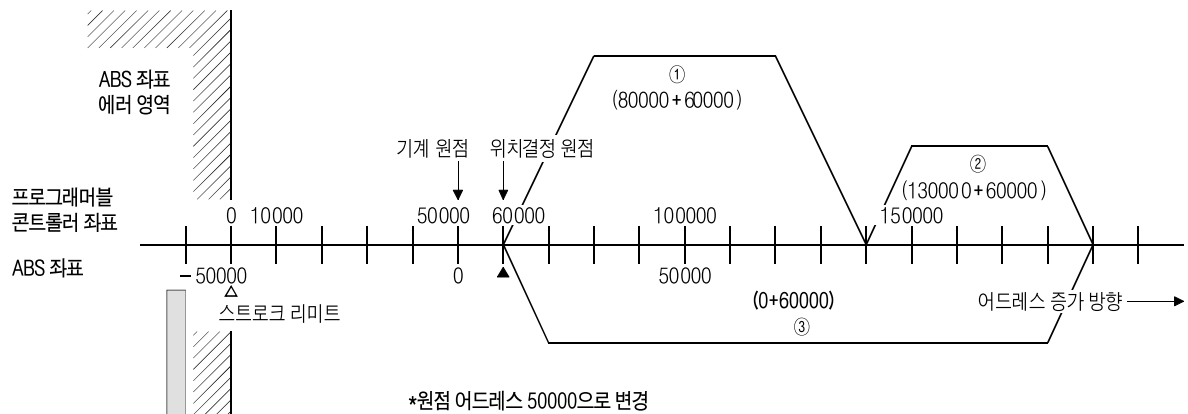 ABS 좌표
에러 영역
①
(80000+60000)
기계 원점
위치결정 원점
②
(130000+60000)
프로그래머블
콘트롤러 좌표
0 10000 50000 60000 100000 150000
ABS 좌표
-50000 0 50000
스트로크 리미트
(0+60000)
③
어드레스 증가 방향
*원점 어드레스 50000으로 변경